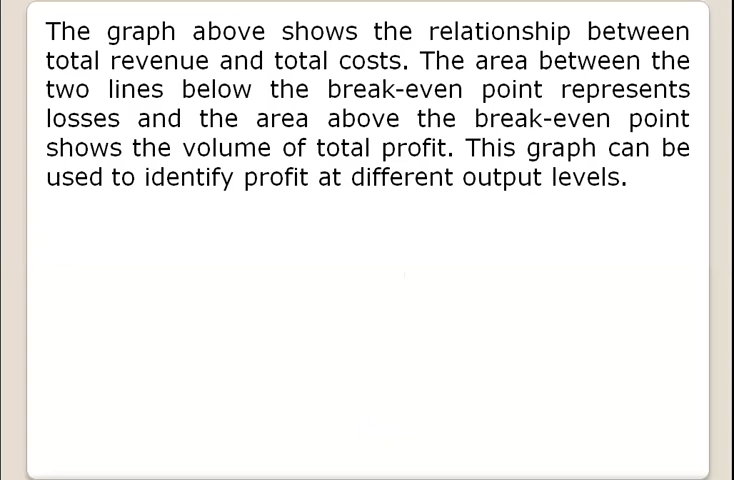 The graph above shows the relationship between
total revenue and total costs. The area between the
two lines below the break-even point represents
losses and the area above the break-even point
shows the volume of total profit. This graph can be
used to identify profit at different output levels.